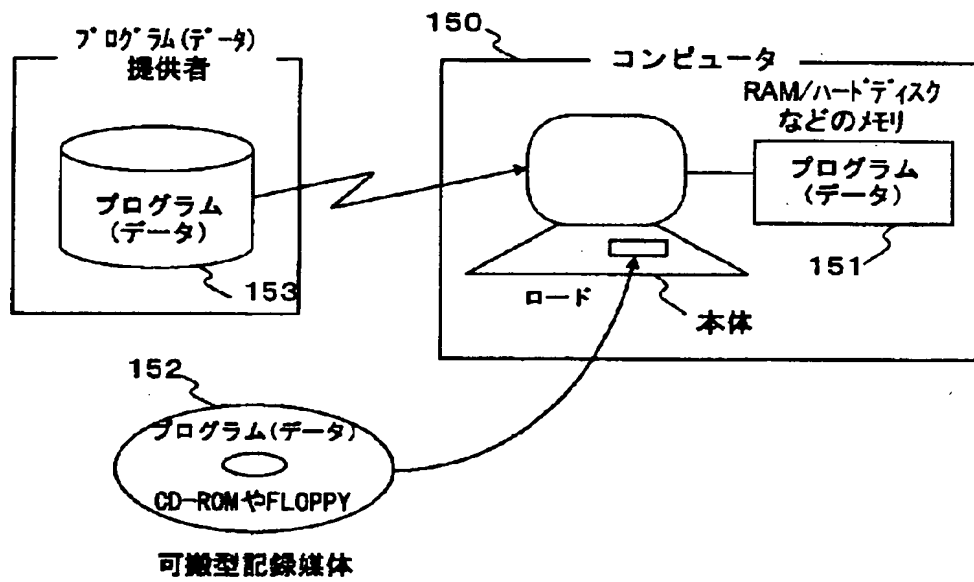 プログラム(データ)
提供者
プログラム
(データ)
153
150
コンピュータ
RAM/ハードディスク
などのメモリ
プログラム
(データ)
151
ロード
本体
152
プログラム(データ)
CD-ROMやFLOPPY
可搬型記録媒体